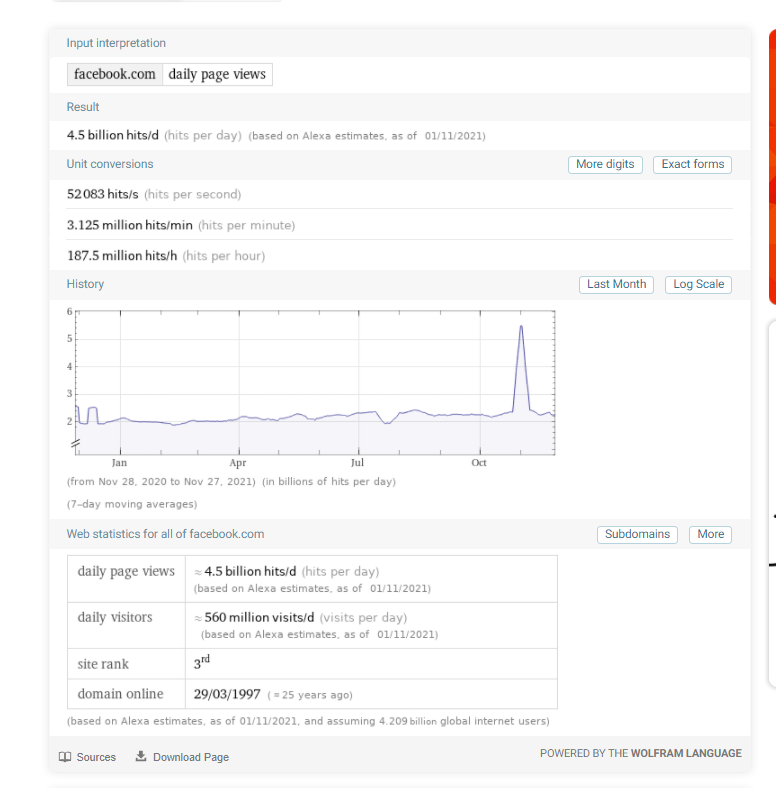 Input interpretation
facebook.com daily page views
Result
4.5 billion hits/d (hits per day) (based on Alexa estimates, as of 01/11/2021)
Unit conversions More digits Exact forms
52083 hits/s (hits per second)
3.125 million hits/min (hits per minute)
187.5 million hits/h (hits per hour)
History Last Month Log Scale
6
5
4
3
2
Jan Apr Jul Oct
(from Nov 28, 2020 to Nov 27, 2021) (in billions of hits per day)
(7-day moving averages)
Web statistics for all of facebook.com Subdomains More
daily page views ≈ 4.5 billion hits/d (hits per day)
(based on Alexa estimates, as of 01/11/2021)
daily visitors ≈ 560 million visits/d (visits per day)
(based on Alexa estimates, as of 01/11/2021)
site rank 3rd
domain online 29/03/1997 (≈ 25 years ago)
(based on Alexa estimates, as of 01/11/2021, and assuming 4.209 billion global internet users)
Sources Download Page POWERED BY THE WOLFRAM LANGUAGE